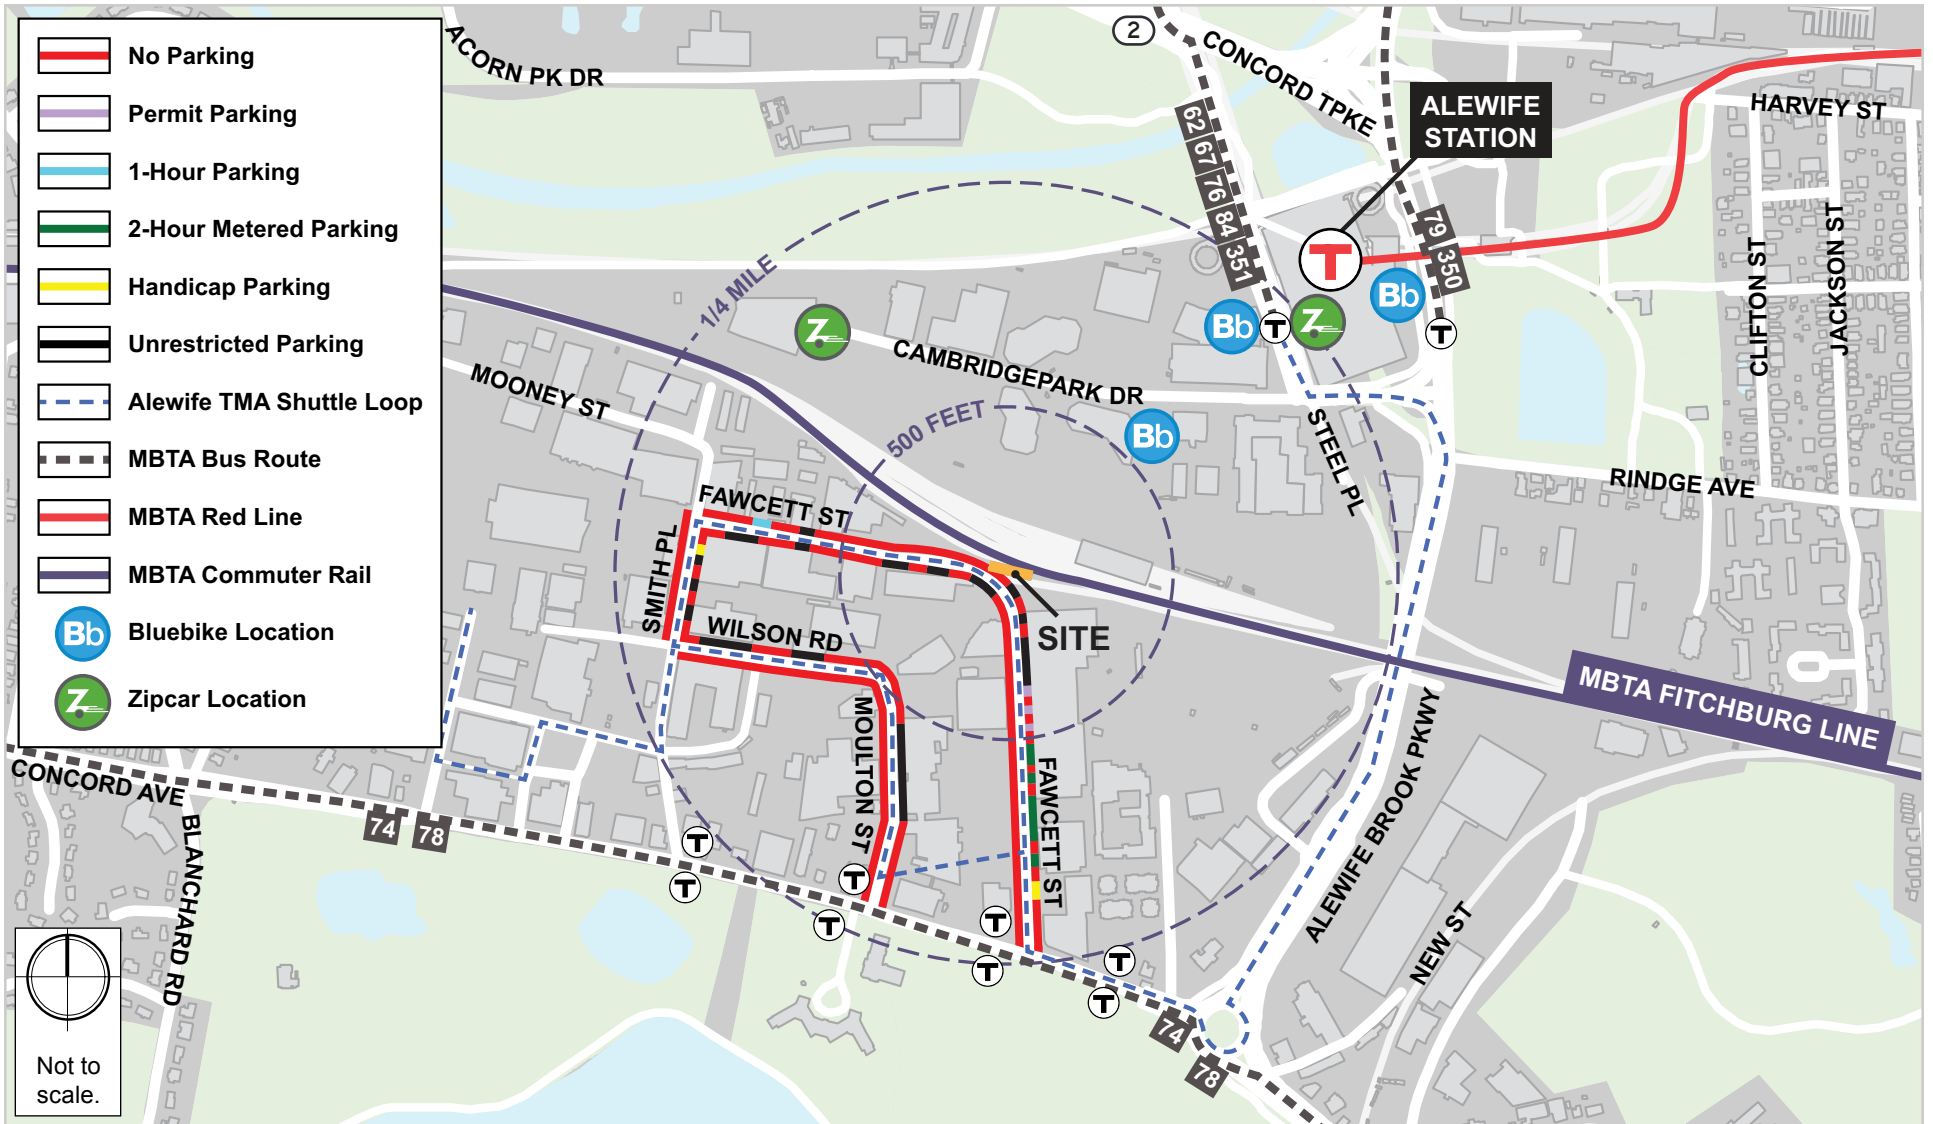 No Parking
Permit Parking
1-Hour Parking
2-Hour Metered Parking
Handicap Parking
Unrestricted Parking
Alewife TMA Shuttle Loop
MBTA Bus Route
MBTA Red Line
MBTA Commuter Rail
Bb
Bluebike Location
Z
Zipcar Location
ACORN PK DR
2
CONCORD TPKE
ALEWIFE
STATION
HARVEY ST
62
67
76
84
351
79
350
T
CLIFTON ST
JACKSON ST
1/4 MILE
Z
Bb
T
Z
Bb
T
CAMBRIDGEPARK DR
MOONEY ST
500 FEET
Bb
STEEL PL
RINDGE AVE
FAWCETT ST
SMITH PL
WILSON RD
SITE
MBTA FITCHBURG LINE
MOULTON ST
FAWCETT ST
ALEWIFE BROOK PKWY
CONCORD AVE
74
78
BLANCHARD RD
T
T
T
T
T
T
T
T
NEW ST
74
78
Not to
scale.